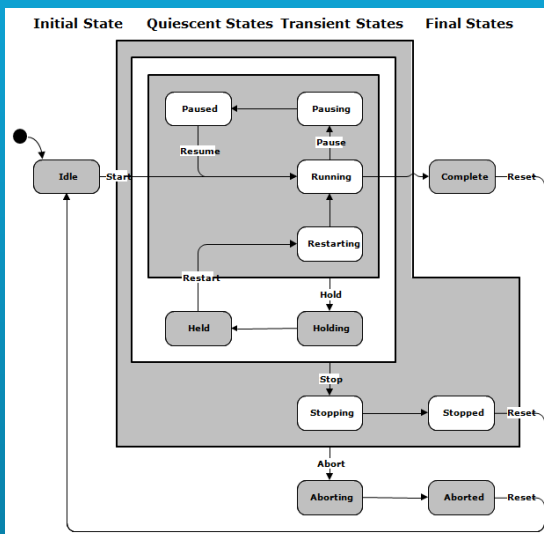 Initial State Quiescent States Transient States Final States
Paused Pausing
Pause
Resume
Idle Start Running Complete Reset
Restarting
Restart
Hold
Held Holding
Stop
Stopping Stopped Reset
Abort
Aborting Aborted Reset